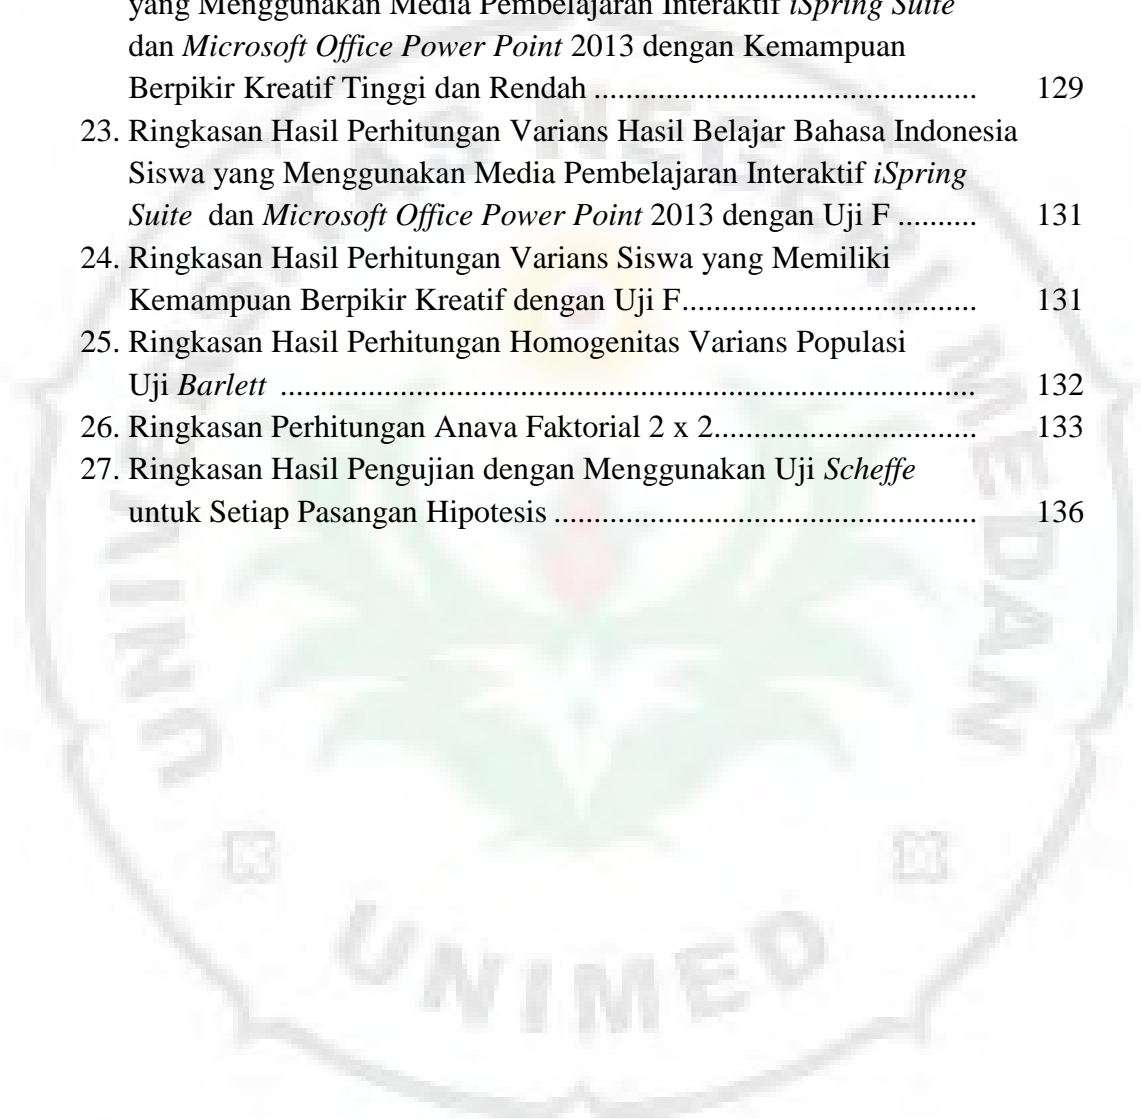 yang Menggunakan Media Pembelajaran Interaktif iSpring Suite
dan Microsoft Office Power Point 2013 dengan Kemampuan
Berpikir Kreatif Tinggi dan Rendah ............................................... 129
23. Ringkasan Hasil Perhitungan Varians Hasil Belajar Bahasa Indonesia
Siswa yang Menggunakan Media Pembelajaran Interaktif iSpring
Suite dan Microsoft Office Power Point 2013 dengan Uji F .......... 131
24. Ringkasan Hasil Perhitungan Varians Siswa yang Memiliki
Kemampuan Berpikir Kreatif dengan Uji F.................................... 131
25. Ringkasan Hasil Perhitungan Homogenitas Varians Populasi
Uji Barlett ...................................................................................... 132
26. Ringkasan Perhitungan Anava Faktorial 2 x 2................................ 133
27. Ringkasan Hasil Pengujian dengan Menggunakan Uji Scheffe
untuk Setiap Pasangan Hipotesis .................................................... 136
UNIVERSITAS NEGERI MEDAN
UNIMED